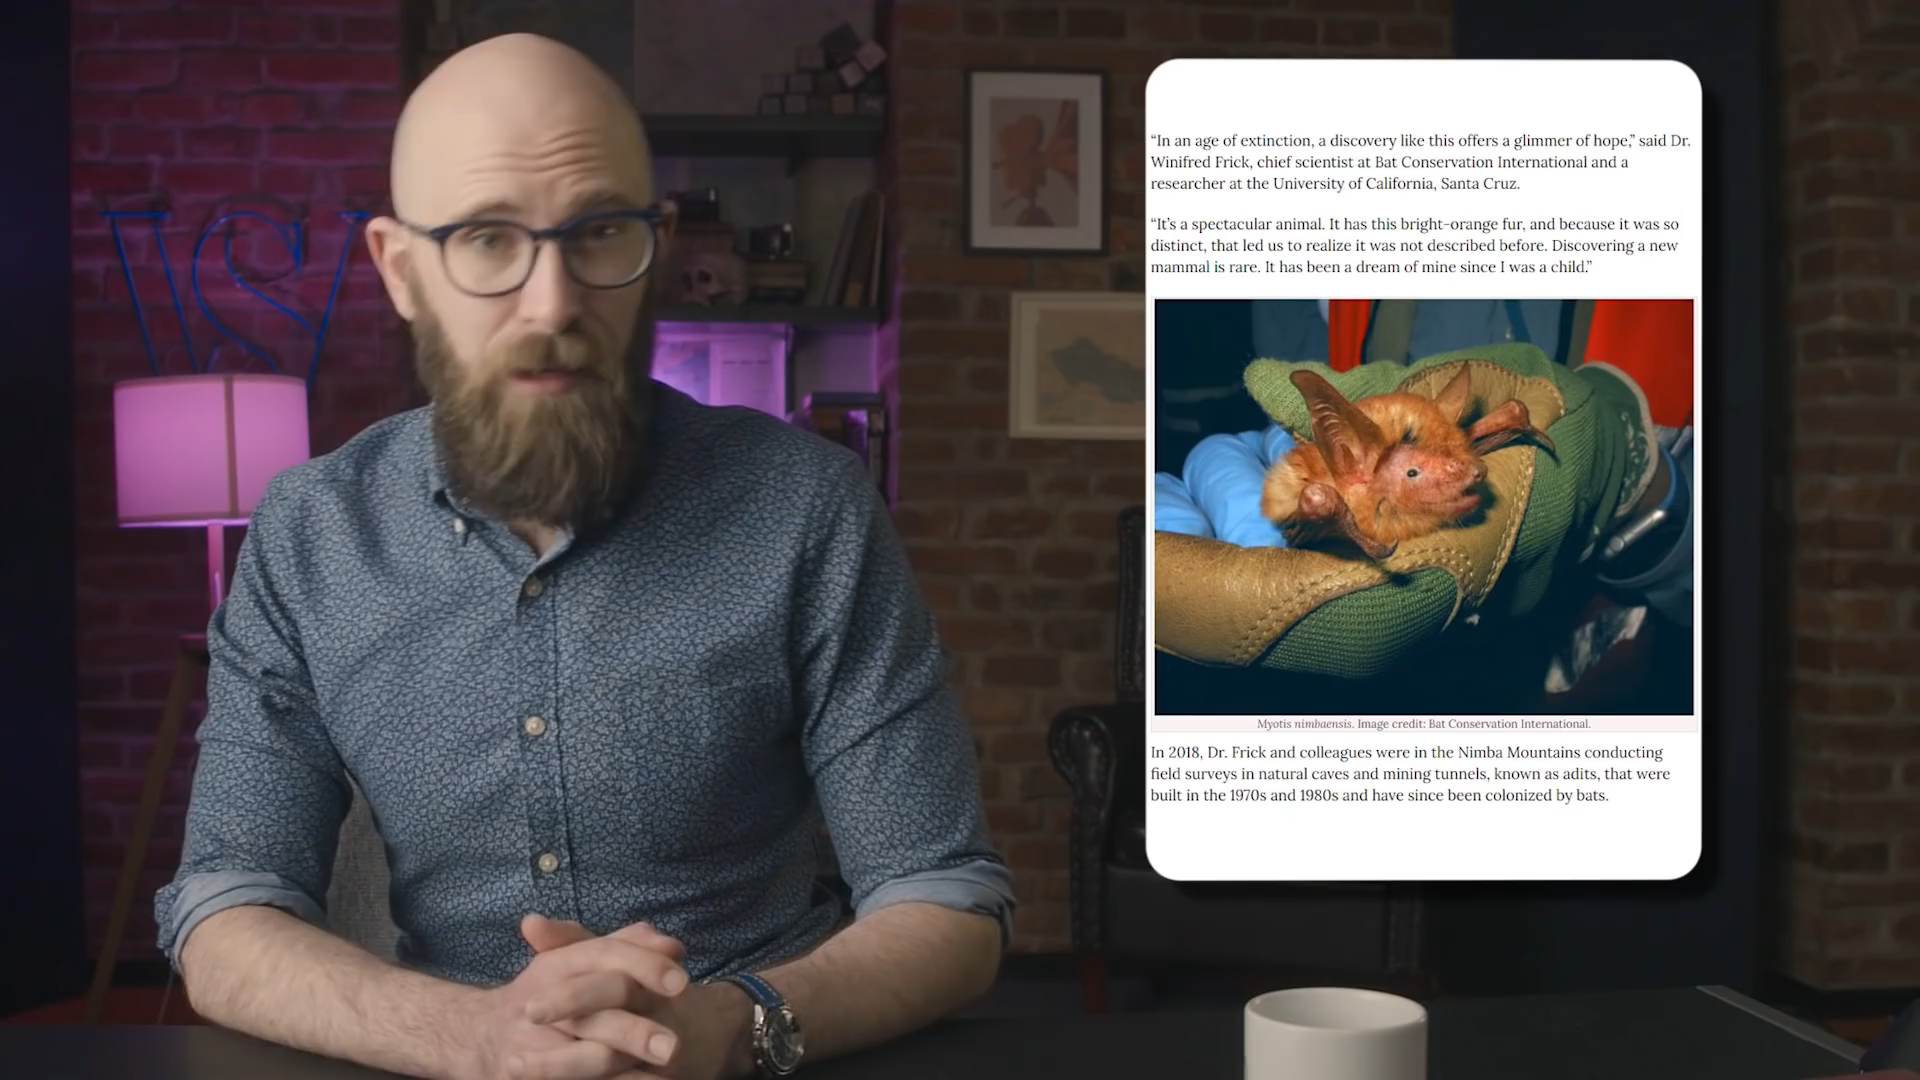 “In an age of extinction, a discovery like this offers a glimmer of hope,” said Dr.
Winifred Frick, chief scientist at Bat Conservation International and a
researcher at the University of California, Santa Cruz.
“It’s a spectacular animal. It has this bright-orange fur, and because it was so
distinct, that led us to realize it was not described before. Discovering a new
mammal is rare. It has been a dream of mine since I was a child.”
Myotis nimbaensis. Image credit: Bat Conservation International.
In 2018, Dr. Frick and colleagues were in the Nimba Mountains conducting
field surveys in natural caves and mining tunnels, known as adits, that were
built in the 1970s and 1980s and have since been colonized by bats.